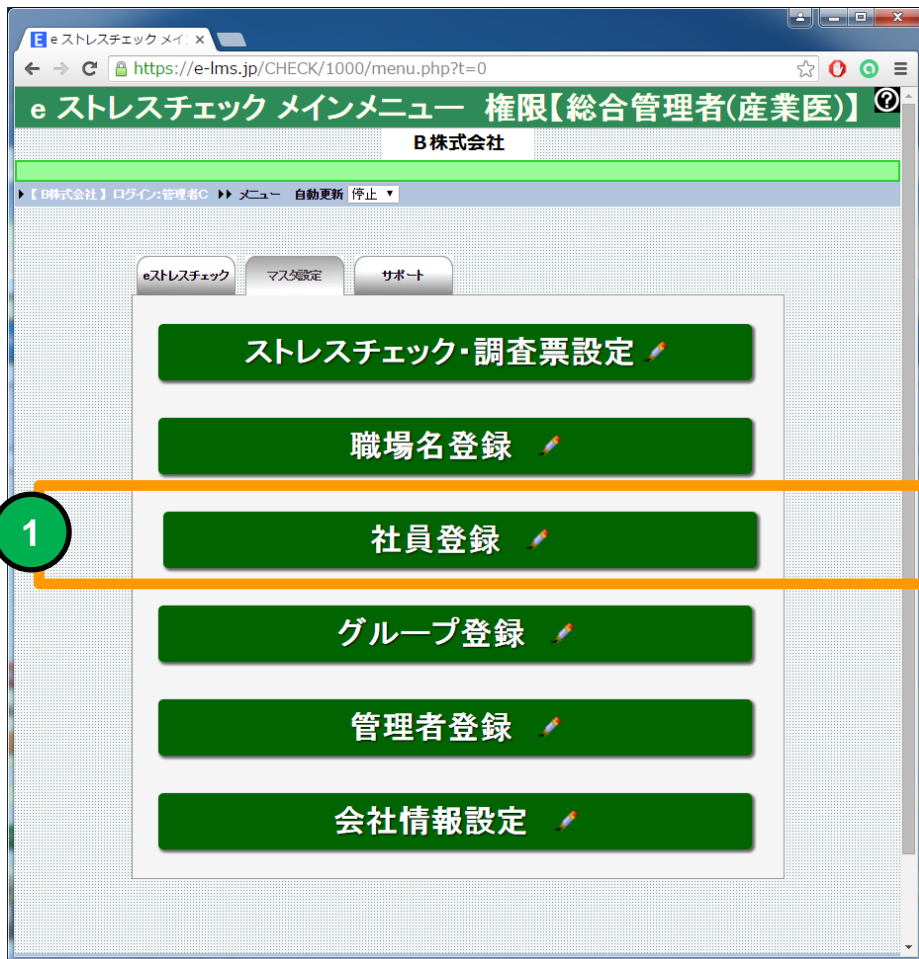 e ストレスチェック メイン
https://e-lms.jp/CHECK/1000/menu.php?t=0
e ストレスチェック メインメニュー 権限【総合管理者(産業医)】
B株式会社
【 B株式会社 】 ログイン:管理者C メニュー 自動更新 停止
eストレスチェック マスタ設定 サポート
ストレスチェック・調査票設定
職場名登録
1
社員登録
グループ登録
管理者登録
会社情報設定